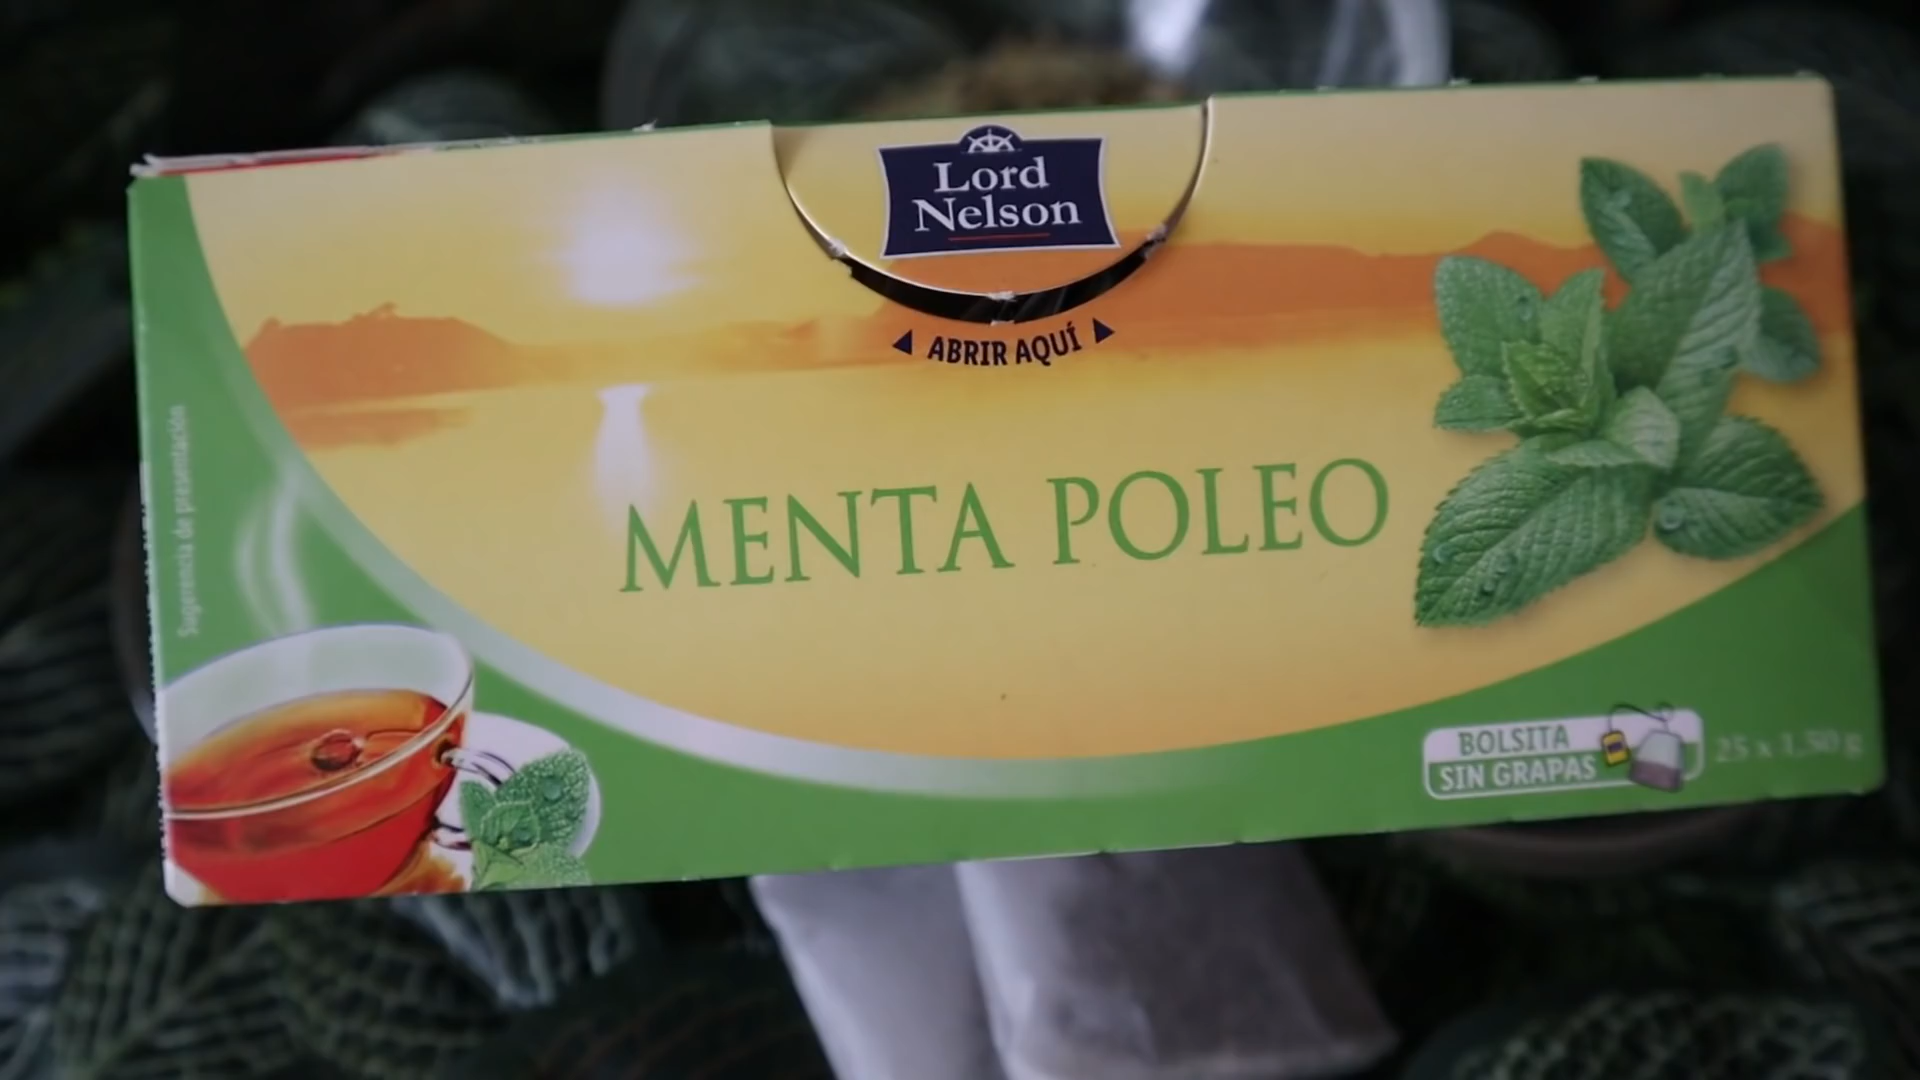 Lord
Nelson
ABRIR AQUÍ
MENTA POLEO
Sugerencia de presentación
BOLSITA
SIN GRAPAS
25 x 1,50 g